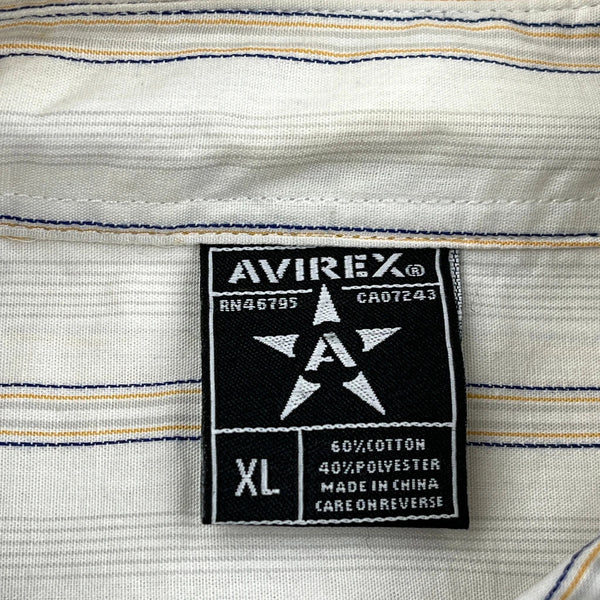 AVIREX®
RN46795 CA07243
A
XL
60%COTTON
40%POLYESTER
MADE IN CHINA
CARE ON REVERSE